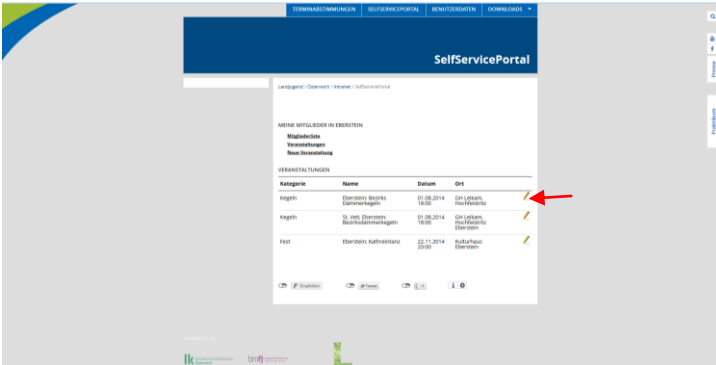 TERMINABSTIMMUNGEN SELFSERVICEPORTAL BENUTZERDATEN DOWNLOADS
SelfServicePortal
Presse
Praktikum
Landjugend / Österreich / Intranet / SelfServicePortal
MEINE MITGLIEDER IN EBERSTEIN
Mitgliederliste
Veranstaltungen
Neue Veranstaltung
VERANSTALTUNGEN
Kategorie Name Datum Ort
Kegeln Eberstein: Bezirks 01.08.2014 GH Leikam,
Dämmerkegeln 18:00 Hochfeistritz
Kegeln St. Veit, Eberstein: 01.08.2014 GH Leikam,
Bezirksdämmerkegeln 18:00 Hochfeistritz
Eberstein
Fest Eberstein: Kathreintanz 22.11.2014 Kulturhaus
20:00 Eberstein
Empfehlen Tweet +1
lk bmfj